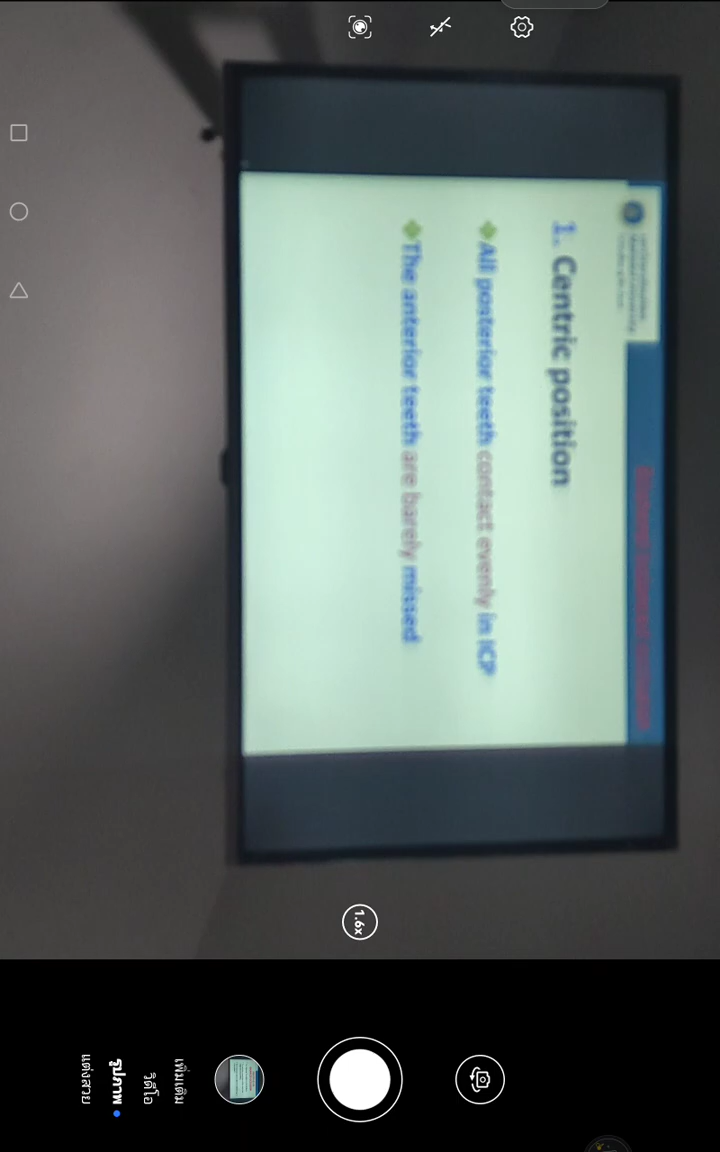 1. Centric position
All posterior teeth contact evenly in ICP
The anterior teeth are barely missed
1.6x
เพิ่มเติม
วิดีโอ
รูปภาพ
แต่งสวย